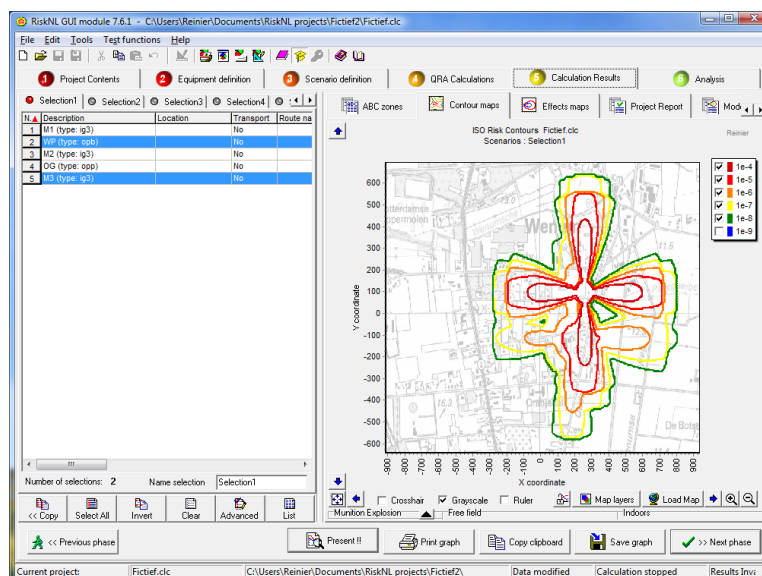 RiskNL GUI module 7.6.1 - C:\Users\Reinier\Documents\RiskNL projects\Fictief2\Fictief.clc
File Edit Tools Test functions Help
1 Project Contents 2 Equipment definition 3 Scenario definition 4 QRA Calculations 5 Calculation Results 6 Analysis
Selection1 Selection2 Selection3 Selection4
ABC zones Contour maps Effects maps Project Report
N. Description Location Transport Route na
1 M1 (type: ig3) No
2 WP (type: opb) No
3 M2 (type: ig3) No
4 OG (type: opp) No
5 M3 (type: ig3) No
ISO Risk Contours Fictief.clc
Scenarios : Selection1
Reinier
1e-4
1e-5
1e-6
1e-7
1e-8
1e-9
Y coordinate
600
500
400
300
200
100
0
-100
-200
-300
-400
-500
-600
-900 -800 -700 -600 -500 -400 -300 -200 -100 0 100 200 300 400 500 600 700 800 900
X coordinate
Number of selections: 2 Name selection Selection1
Crosshair Grayscale Ruler Map layers Load Map
<< Copy Select All Invert Clear Advanced List
Munition Explosion Free field Indoors
<< Previous phase Present !! Print graph Copy clipboard Save graph >> Next phase
Current project: Fictief.clc C:\Users\Reinier\Documents\RiskNL projects\Fictief2\ Data modified Calculation stopped